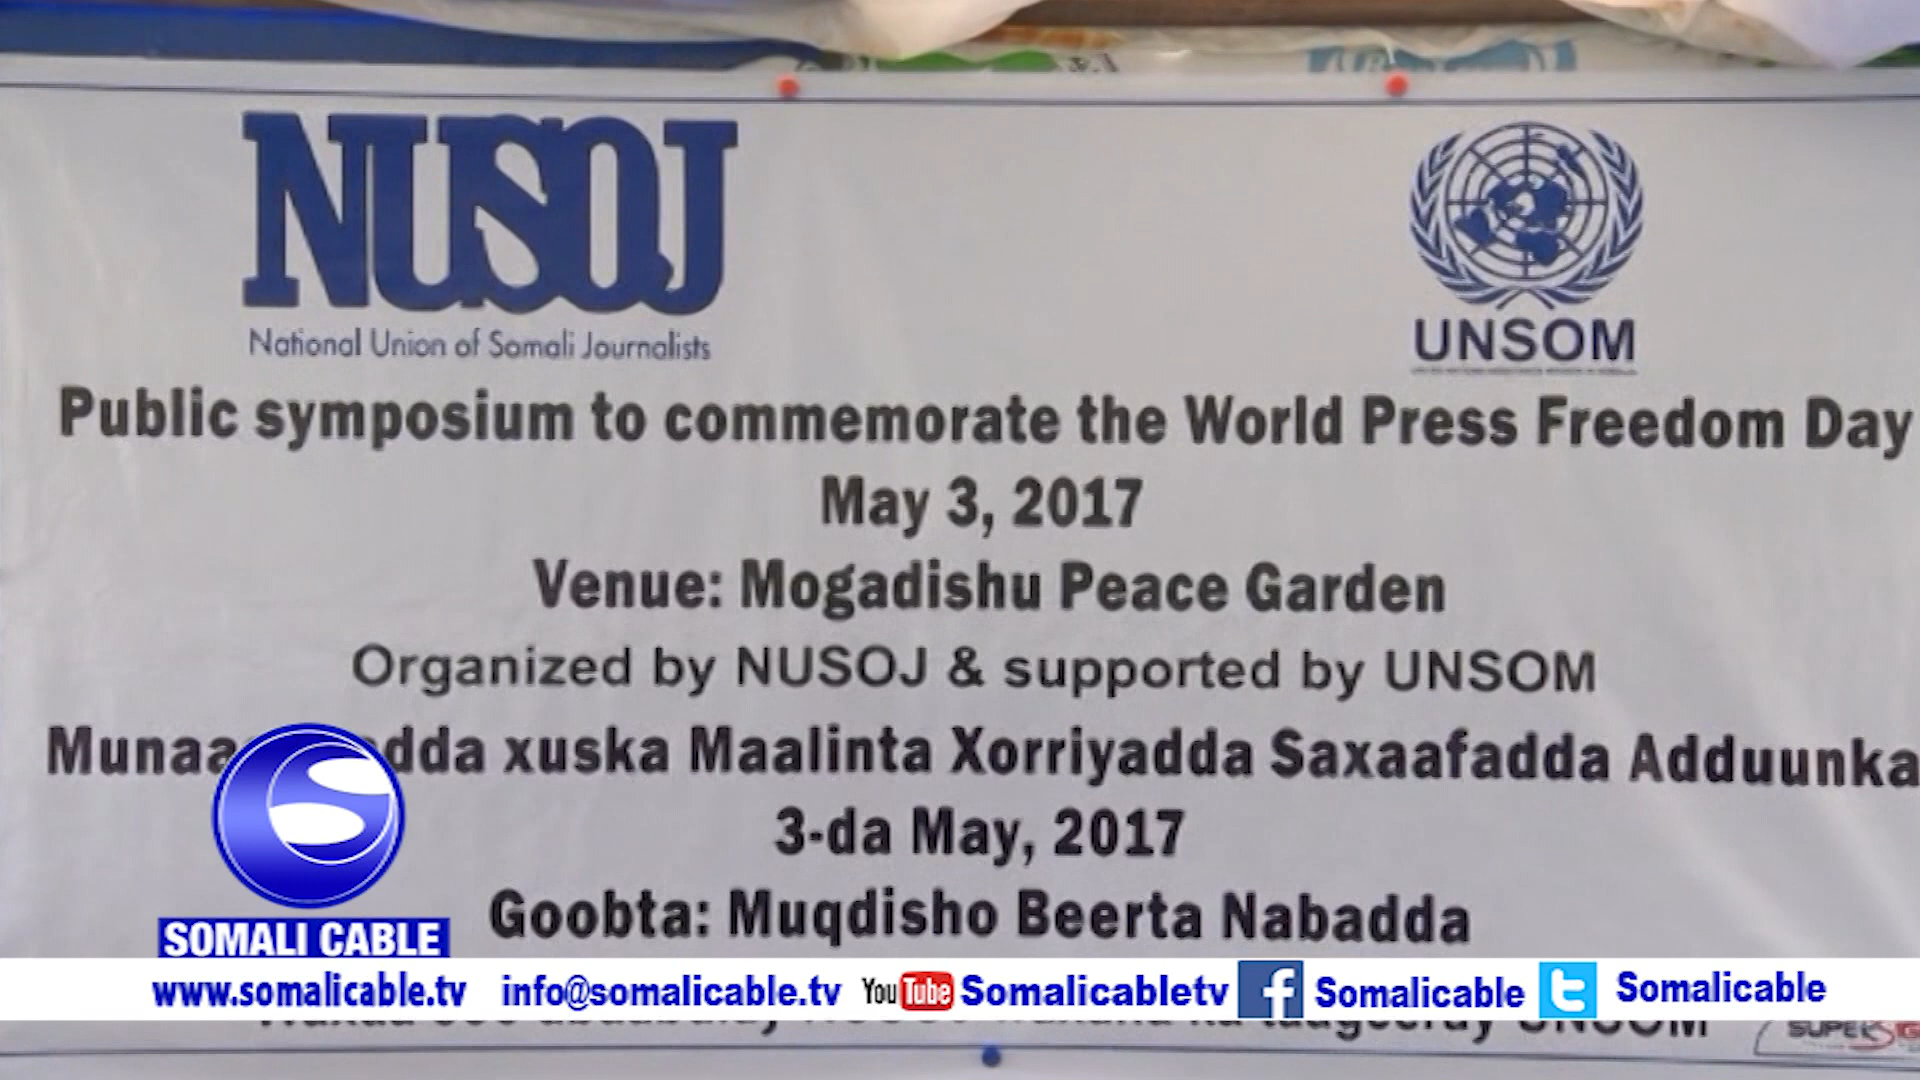 NUSOJ
National Union of Somali Journalists
UNSOM
Public symposium to commemorate the World Press Freedom Day
May 3, 2017
Venue: Mogadishu Peace Garden
Organized by NUSOJ & supported by UNSOM
xuska Maalinta Xorriyadda Saxaafadda Adduunka
3-da May, 2017
Goobta: Muqdisho Beerta Nabadda
SOMALI CABLE
www.somalicable.tv info@somalicable.tv YouTube Somalicabletv f Somalicable t Somalicable
UNSOM